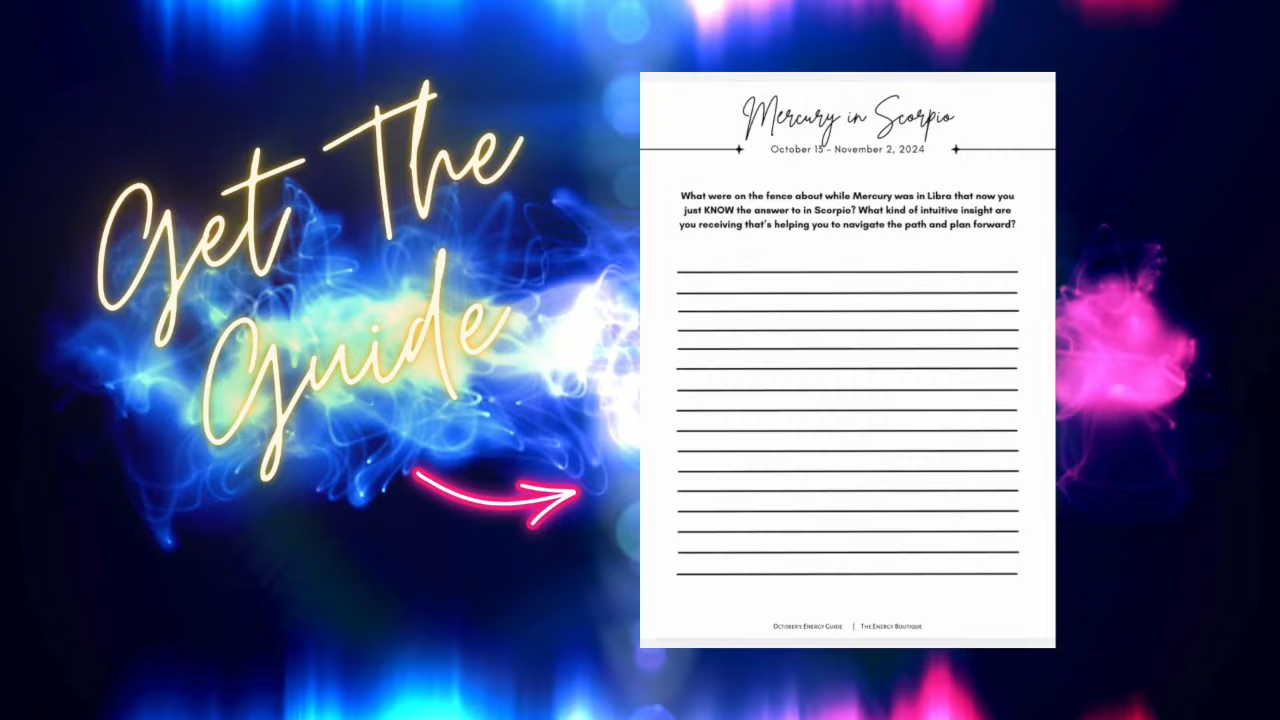 Get The
Guide
Mercury in Scorpio
October 15 - November 2, 2024
What were on the fence about while Mercury was in Libra that now you
just KNOW the answer to in Scorpio? What kind of intuitive insight are
you receiving that's helping you to navigate the path and plan forward?
October's Energy Guide | The Energy Boutique